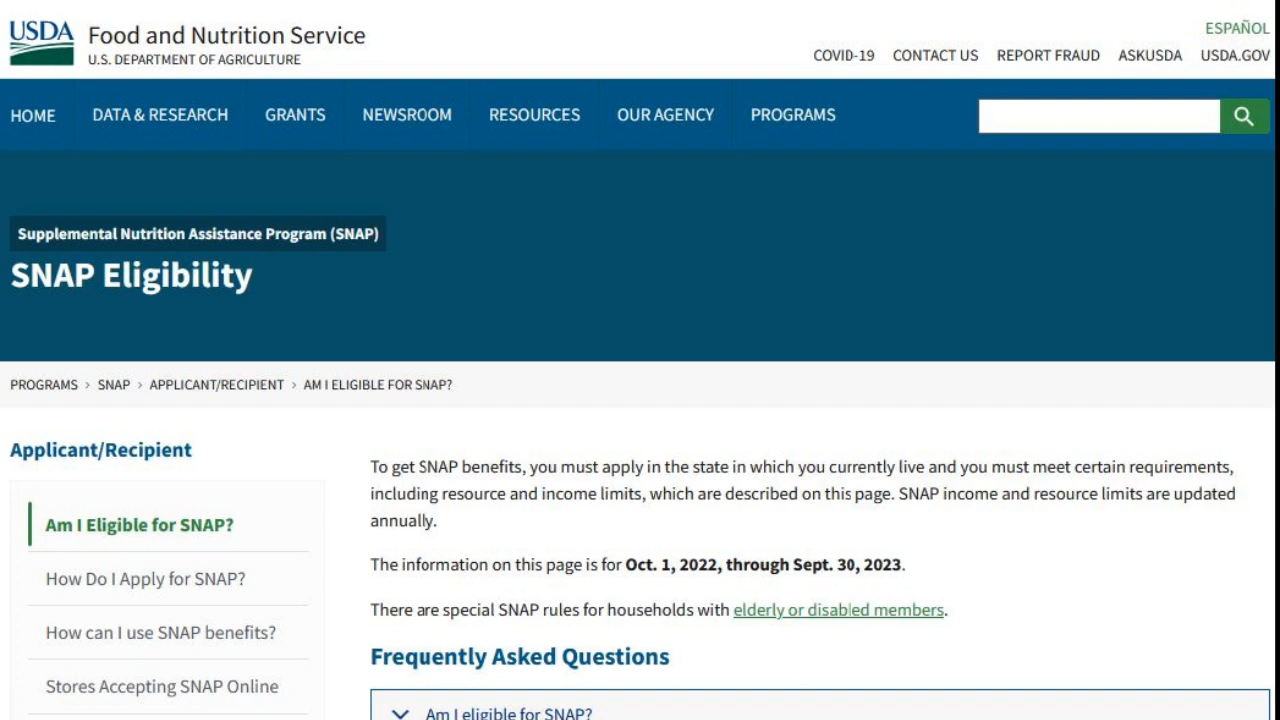 USDA
Food and Nutrition Service
U.S. DEPARTMENT OF AGRICULTURE
ESPAÑOL
COVID-19 CONTACT US REPORT FRAUD ASKUSDA USDA.GOV
HOME DATA & RESEARCH GRANTS NEWSROOM RESOURCES OUR AGENCY PROGRAMS
Supplemental Nutrition Assistance Program (SNAP)
SNAP Eligibility
PROGRAMS > SNAP > APPLICANT/RECIPIENT > AM I ELIGIBLE FOR SNAP?
Applicant/Recipient
Am I Eligible for SNAP?
How Do I Apply for SNAP?
How can I use SNAP benefits?
Stores Accepting SNAP Online
To get SNAP benefits, you must apply in the state in which you currently live and you must meet certain requirements,
including resource and income limits, which are described on this page. SNAP income and resource limits are updated
annually.
The information on this page is for Oct. 1, 2022, through Sept. 30, 2023.
There are special SNAP rules for households with elderly or disabled members.
Frequently Asked Questions
Am I eligible for SNAP?